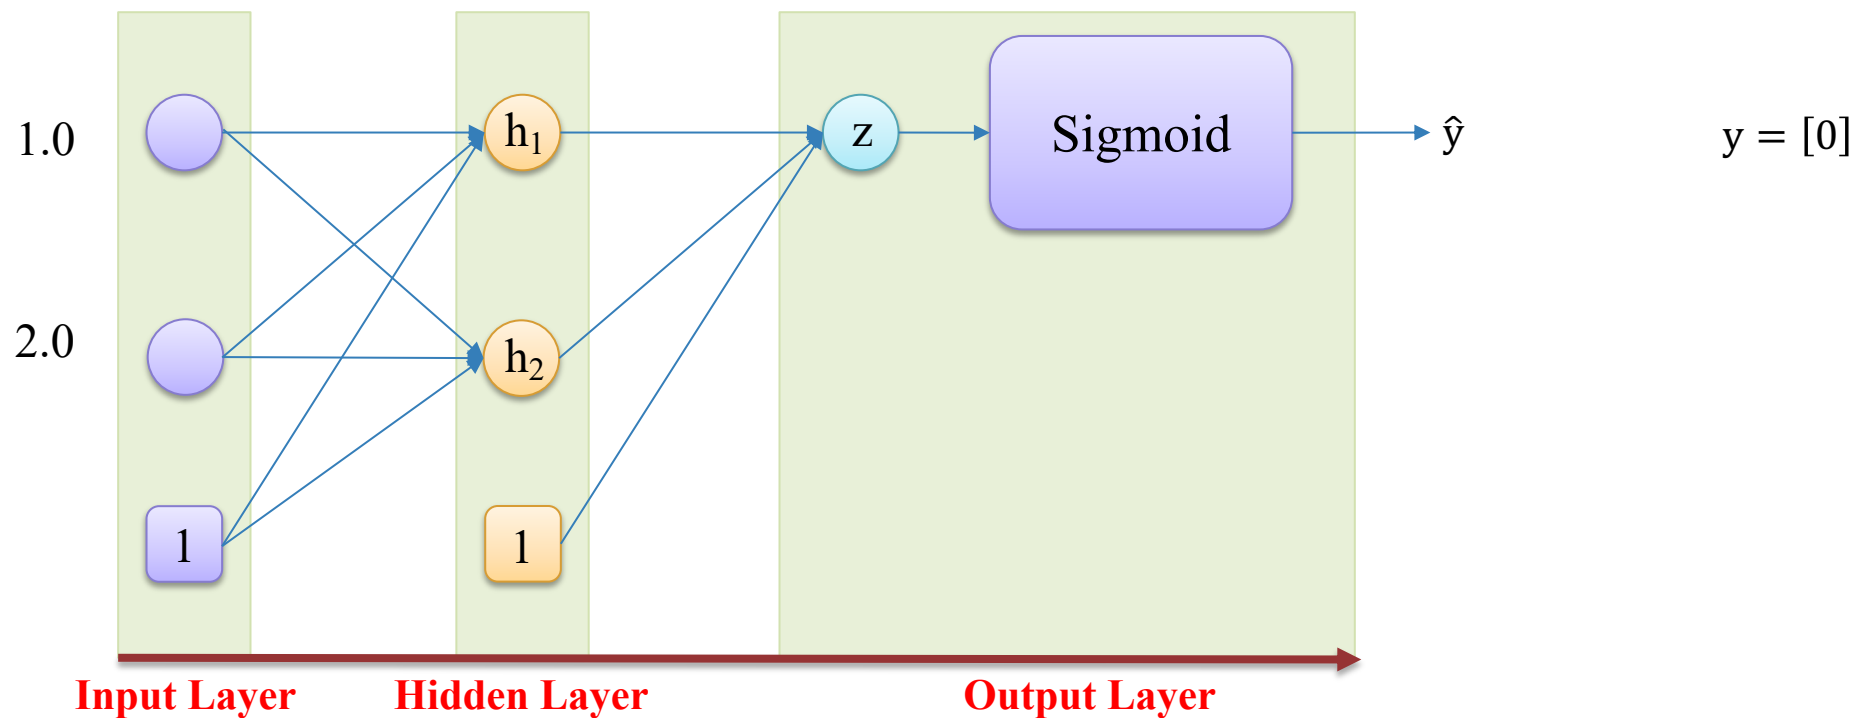 1.0
h₁
z
Sigmoid
ŷ
y = [0]
2.0
h₂
1
1
Input Layer
Hidden Layer
Output Layer